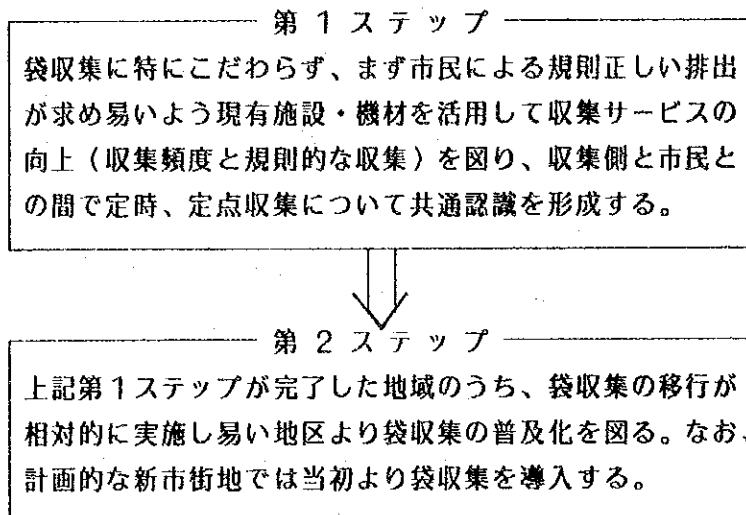 第1ステップ
袋収集に特にこだわらず、まず市民による規則正しい排出
が求め易いよう現有施設・機材を活用して収集サービスの
向上（収集頻度と規則的な収集）を図り、収集側と市民と
の間で定時、定点収集について共通認識を形成する。
第2ステップ
上記第1ステップが完了した地域のうち、袋収集の移行が
相対的に実施し易い地区より袋収集の普及化を図る。なお、
計画的な新市街地では当初より袋収集を導入する。